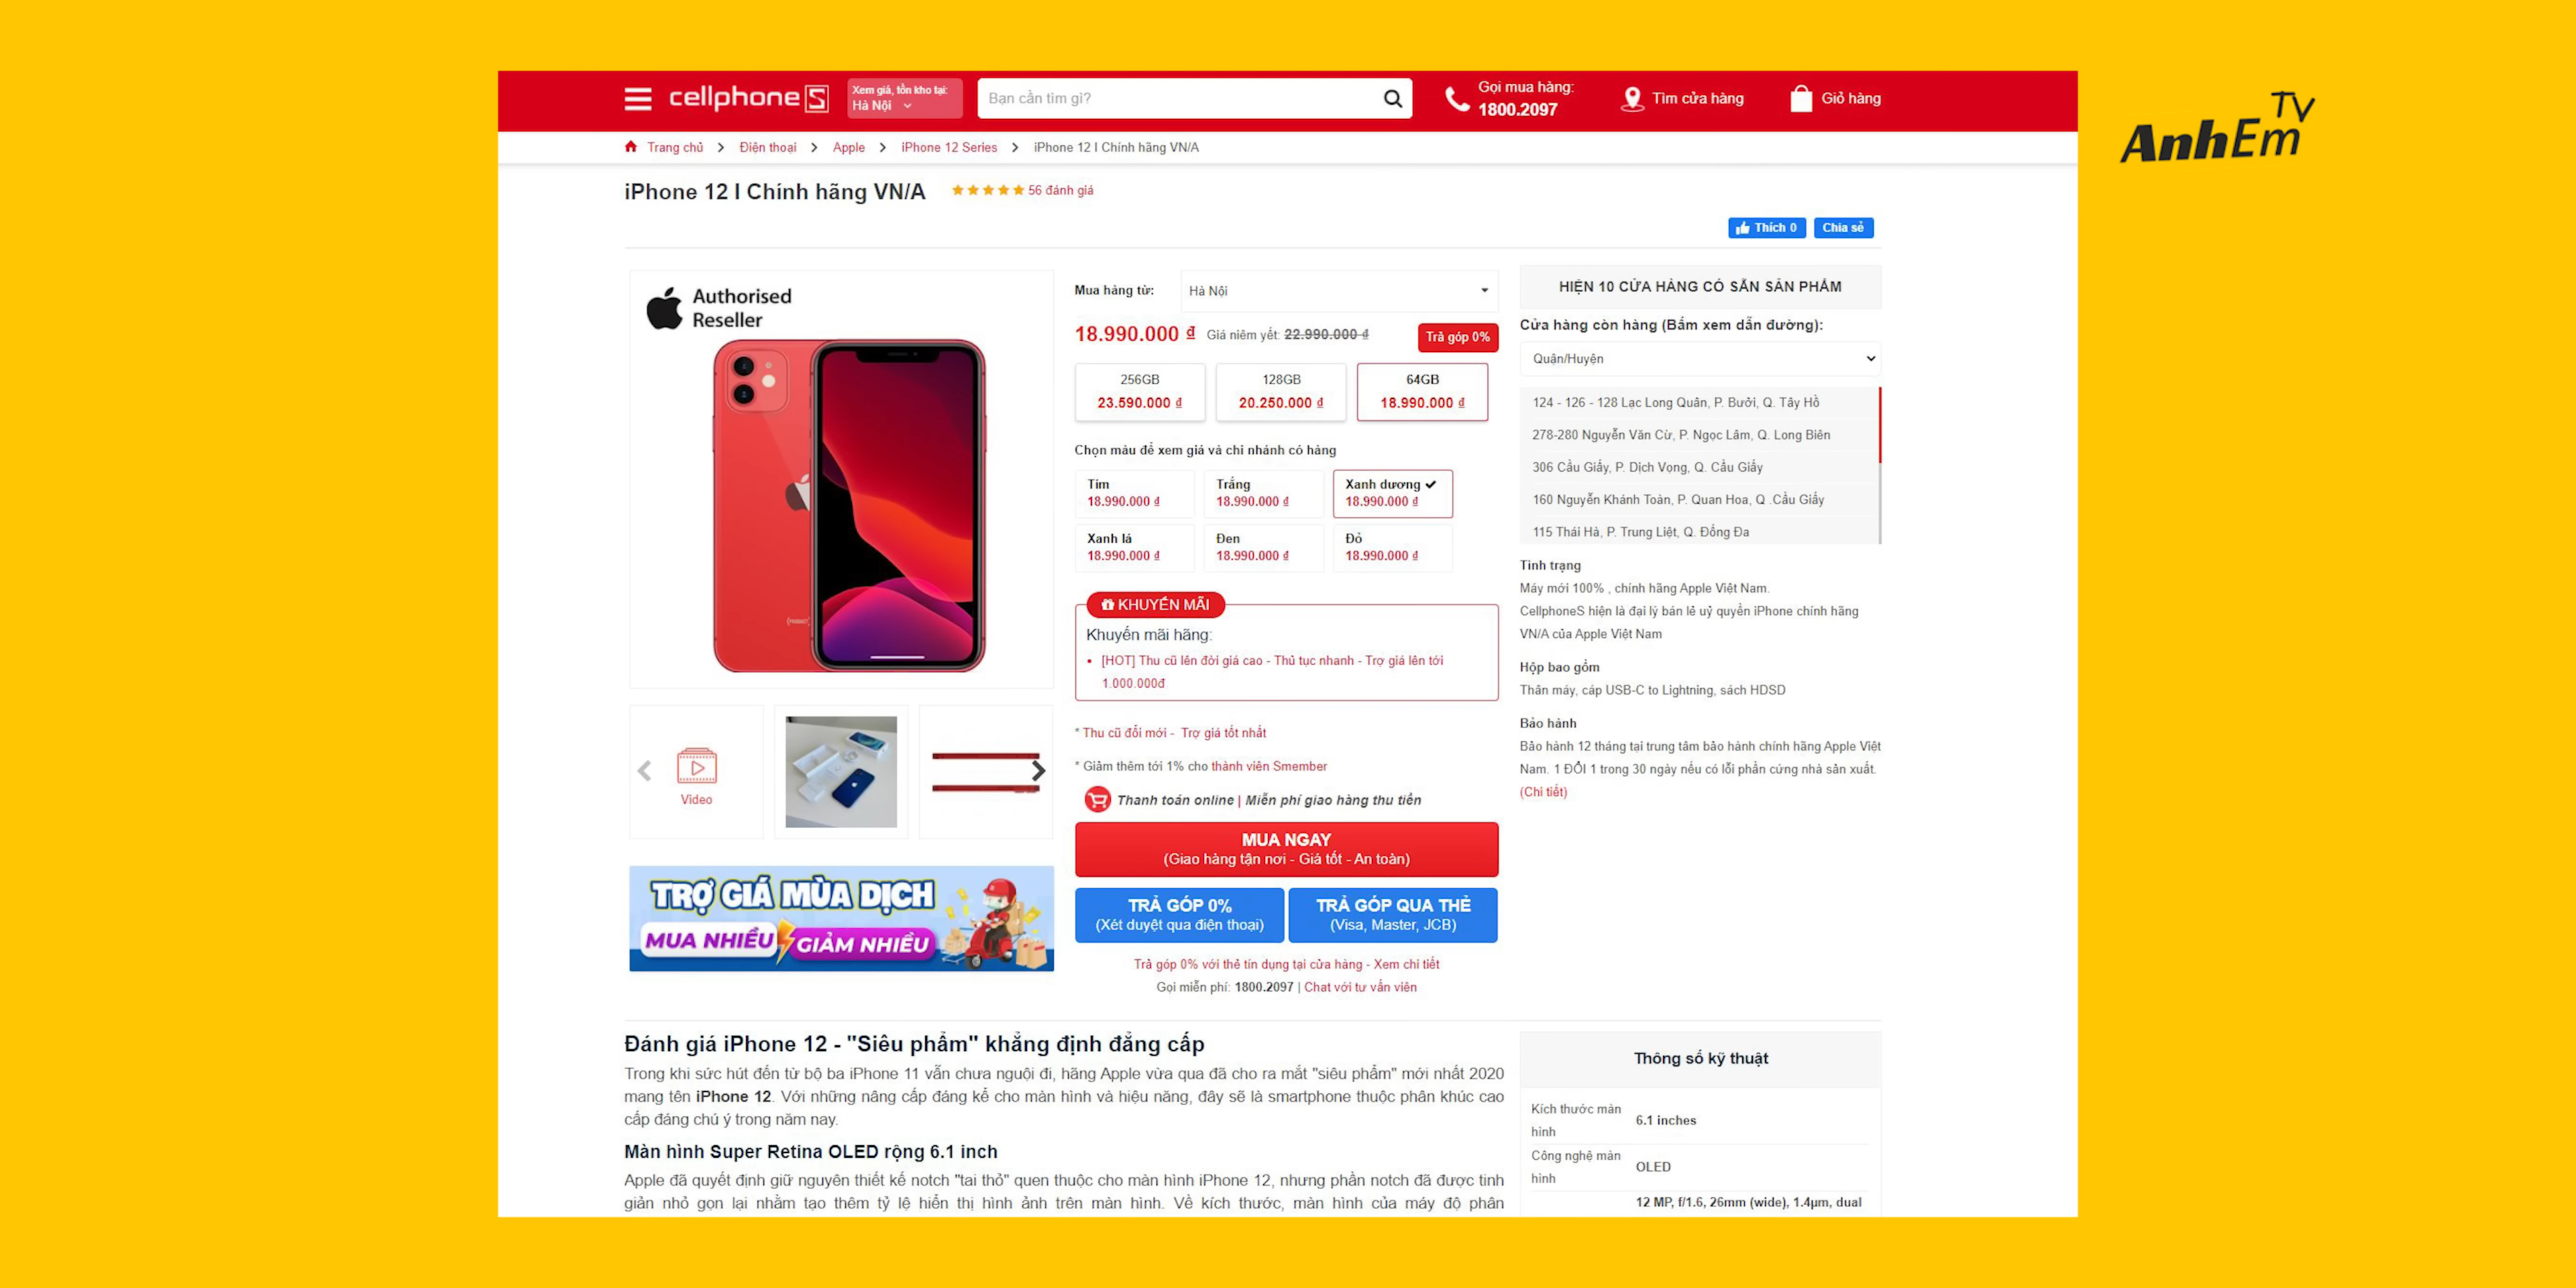 cellphoneS
Xem giá, tồn kho tại:
Hà Nội
Bạn cần tìm gì?
Gọi mua hàng:
1800.2097
Tìm cửa hàng
Giỏ hàng
AnhEm TV
Trang chủ > Điện thoại > Apple > iPhone 12 Series > iPhone 12 I Chính hãng VN/A
iPhone 12 I Chính hãng VN/A
56 đánh giá
Thích 0
Chia sẻ
Authorised
Reseller
Video
TRỢ GIÁ MÙA DỊCH
MUA NHIỀU
GIẢM NHIỀU
Mua hàng từ:
Hà Nội
18.990.000 ₫
Giá niêm yết: 22.990.000 ₫
Trả góp 0%
256GB
23.590.000 ₫
128GB
20.250.000 ₫
64GB
18.990.000 ₫
Chọn màu để xem giá và chi nhánh có hàng
Tím
18.990.000 ₫
Trắng
18.990.000 ₫
Xanh dương
18.990.000 ₫
Xanh lá
18.990.000 ₫
Đen
18.990.000 ₫
Đỏ
18.990.000 ₫
KHUYẾN MÃI
Khuyến mãi hãng:
[HOT] Thu cũ lên đời giá cao - Thủ tục nhanh - Trợ giá lên tới
1.000.000đ
* Thu cũ đổi mới - Trợ giá tốt nhất
* Giảm thêm tới 1% cho thành viên Smember
Thanh toán online | Miễn phí giao hàng thu tiền
MUA NGAY
(Giao hàng tận nơi - Giá tốt - An toàn)
TRẢ GÓP 0%
(Xét duyệt qua điện thoại)
TRẢ GÓP QUA THẺ
(Visa, Master, JCB)
Trả góp 0% với thẻ tín dụng tại cửa hàng - Xem chi tiết
Gọi miễn phí: 1800.2097 | Chat với tư vấn viên
HIỆN 10 CỬA HÀNG CÓ SẴN SẢN PHẨM
Cửa hàng còn hàng (Bấm xem dẫn đường):
Quận/Huyện
124 - 126 - 128 Lạc Long Quân, P. Bưởi, Q. Tây Hồ
278-280 Nguyễn Văn Cừ, P. Ngọc Lâm, Q. Long Biên
306 Cầu Giấy, P. Dịch Vọng, Q. Cầu Giấy
160 Nguyễn Khánh Toàn, P. Quan Hoa, Q .Cầu Giấy
115 Thái Hà, P. Trung Liệt, Q. Đống Đa
Tình trạng
Máy mới 100% , chính hãng Apple Việt Nam.
CellphoneS hiện là đại lý bán lẻ uỷ quyền iPhone chính hãng
VN/A của Apple Việt Nam
Hộp bao gồm
Thân máy, cáp USB-C to Lightning, sách HDSD
Bảo hành
Bảo hành 12 tháng tại trung tâm bảo hành chính hãng Apple Việt
Nam. 1 ĐỔI 1 trong 30 ngày nếu có lỗi phần cứng nhà sản xuất.
(Chi tiết)
Đánh giá iPhone 12 - "Siêu phẩm" khẳng định đẳng cấp
Trong khi sức hút đến từ bộ ba iPhone 11 vẫn chưa nguội đi, hãng Apple vừa qua đã cho ra mắt "siêu phẩm" mới nhất 2020
mang tên iPhone 12. Với những nâng cấp đáng kể cho màn hình và hiệu năng, đây sẽ là smartphone thuộc phân khúc cao
cấp đáng chú ý trong năm nay.
Màn hình Super Retina OLED rộng 6.1 inch
Apple đã quyết định giữ nguyên thiết kế notch "tai thỏ" quen thuộc cho màn hình iPhone 12, nhưng phần notch đã được tinh
giản nhỏ gọn lại nhằm tạo thêm tỷ lệ hiển thị hình ảnh trên màn hình. Về kích thước, màn hình của máy độ phân
Thông số kỹ thuật
Kích thước màn
hình
6.1 inches
Công nghệ màn
hình
OLED
12 MP, f/1.6, 26mm (wide), 1.4µm, dual